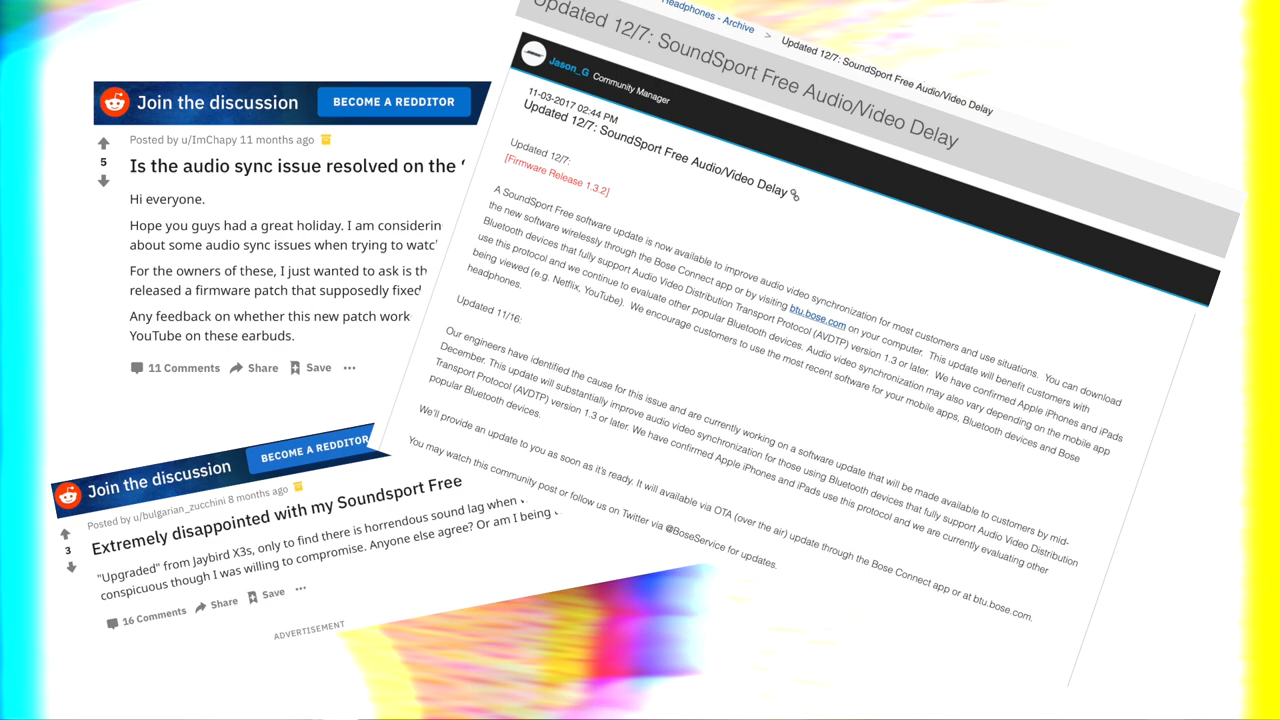 Join the discussion BECOME A REDDITOR
Posted by u/ImChapy 11 months ago
5
Is the audio sync issue resolved on the
Hi everyone.
Hope you guys had a great holiday. I am considerin
about some audio sync issues when trying to watc
For the owners of these, I just wanted to ask is th
released a firmware patch that supposedly fixed
Any feedback on whether this new patch work
YouTube on these earbuds.
11 Comments Share Save
Join the discussion BECOME A REDDITOR
Posted by u/bulgarian_zucchini 8 months ago
3
Extremely disappointed with my Soundsport Free
"Upgraded" from Jaybird X3s, only to find there is horrendous sound lag when
conspicuous though I was willing to compromise. Anyone else agree? Or am I being
16 Comments Share Save
ADVERTISEMENT
Headphones - Archive > Updated 12/7: SoundSport Free Audio/Video Delay
Updated 12/7: SoundSport Free Audio/Video Delay
Jason_G Community Manager
11-03-2017 02:44 PM
Updated 12/7: SoundSport Free Audio/Video Delay
Updated 12/7:
[Firmware Release 1.3.2]
A SoundSport Free software update is now available to improve audio video synchronization for most customers and use situations. You can download
the new software wirelessly through the Bose Connect app or by visiting btu.bose.com on your computer. This update will benefit customers with
Bluetooth devices that fully support Audio Video Distribution Transport Protocol (AVDTP) version 1.3 or later. We have confirmed Apple iPhones and iPads
use this protocol and we continue to evaluate other popular Bluetooth devices. Audio video synchronization may also vary depending on the mobile app
being viewed (e.g. Netflix, YouTube). We encourage customers to use the most recent software for your mobile apps, Bluetooth devices and Bose
headphones.
Updated 11/16:
Our engineers have identified the cause for this issue and are currently working on a software update that will be made available to customers by mid-
December. This update will substantially improve audio video synchronization for those using Bluetooth devices that fully support Audio Video Distribution
Transport Protocol (AVDTP) version 1.3 or later. We have confirmed Apple iPhones and iPads use this protocol and we are currently evaluating other
popular Bluetooth devices.
We'll provide an update to you as soon as it's ready. It will available via OTA (over the air) update through the Bose Connect app or at btu.bose.com.
You may watch this community post or follow us on Twitter via @BoseService for updates.